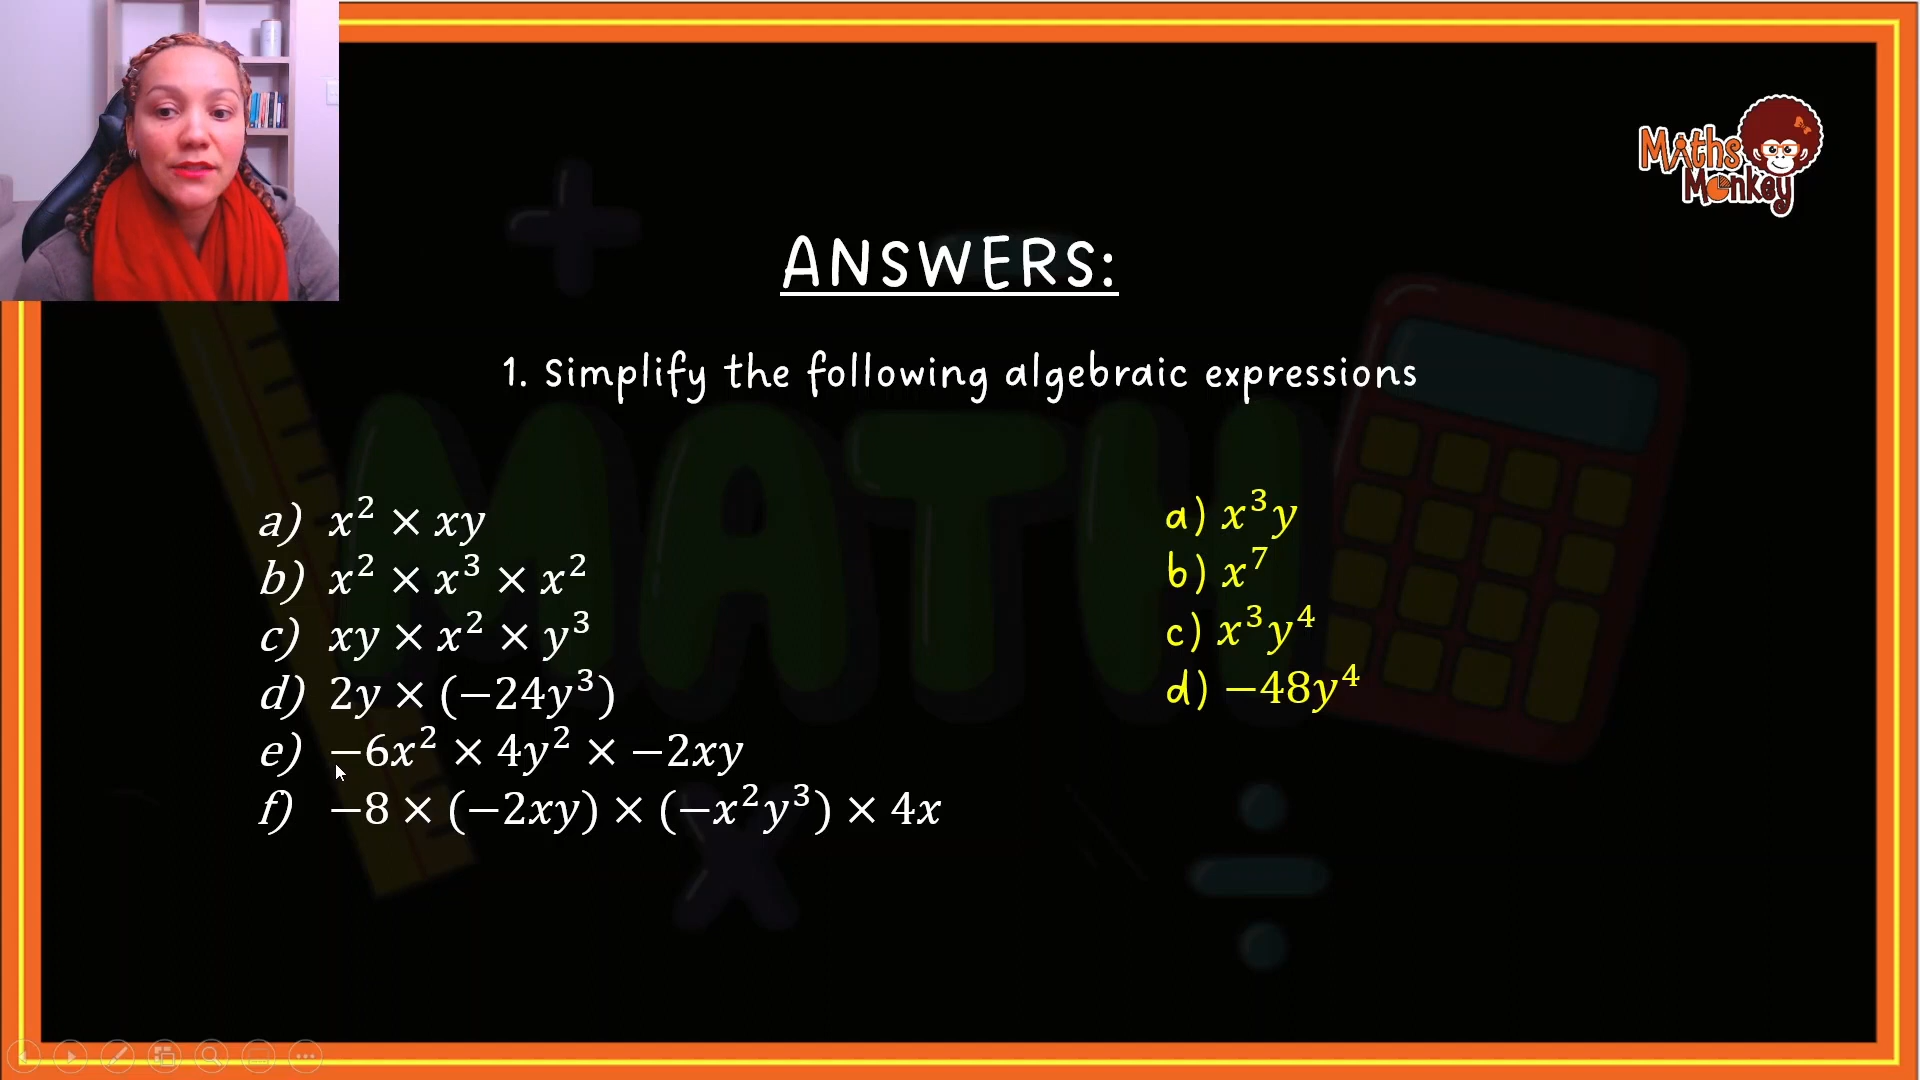 Maths
Monkey
ANSWERS:
1. Simplify the following algebraic expressions
a) x² × xy
b) x² × x³ × x²
c) xy × x² × y³
d) 2y × (−24y³)
e) −6x² × 4y² × −2xy
f) −8 × (−2xy) × (−x²y³) × 4x
a) x³y
b) x⁷
c) x³y⁴
d) −48y⁴
MATH